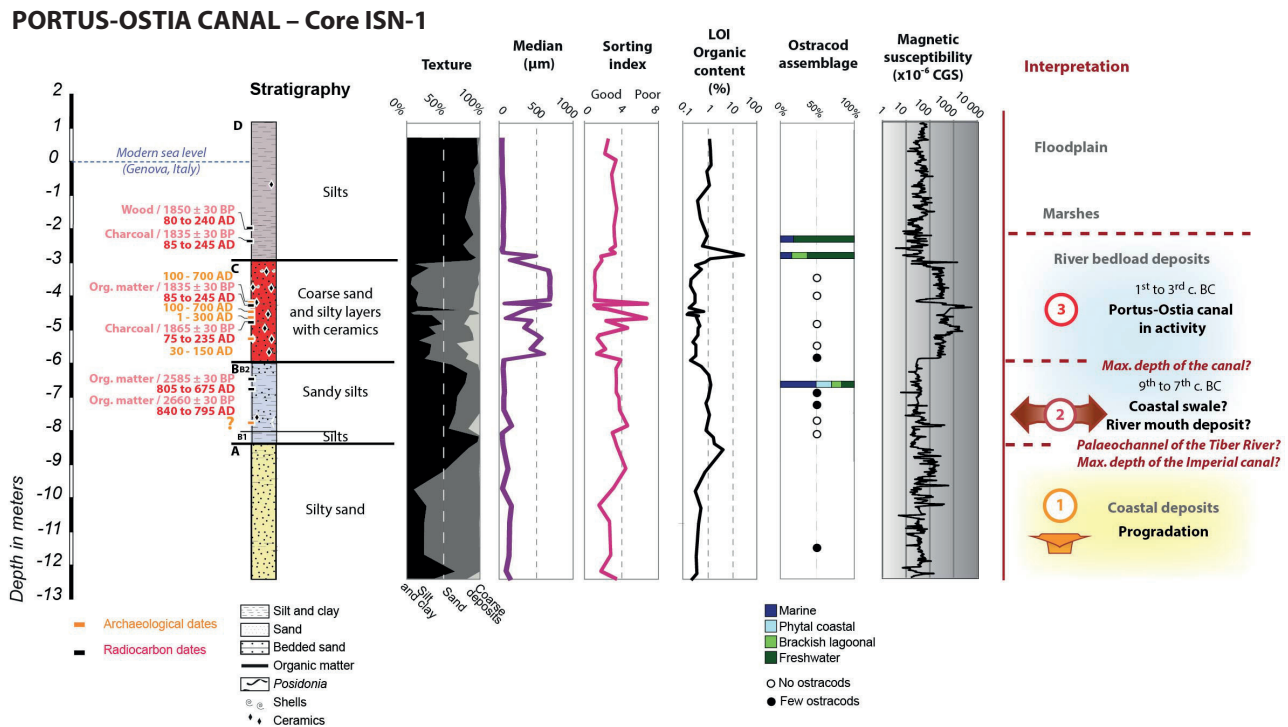 PORTUS-OSTIA CANAL – Core ISN-1
Stratigraphy
Texture
Median
(µm)
Sorting
index
LOI
Organic
content
(%)
Ostracod
assemblage
Magnetic
susceptibility
(x10-6 CGS)
Interpretation
Good Poor
0% 50% 100%
0 500 1000
0 4 8
0.1 1 10 100
0% 50% 100%
1 10 100 1000 10 000
Depth in meters
2
1
0
-1
-2
-3
-4
-5
-6
-7
-8
-9
-10
-11
-12
-13
Modern sea level
(Genova, Italy)
Wood / 1850 ± 30 BP
80 to 240 AD
Charcoal / 1835 ± 30 BP
85 to 245 AD
100 - 700 AD
Org. matter / 1835 ± 30 BP
85 to 245 AD
100 - 700 AD
1 - 300 AD
Charcoal / 1865 ± 30 BP
75 to 235 AD
30 - 150 AD
Org. matter / 2585 ± 30 BP
805 to 675 AD
Org. matter / 2660 ± 30 BP
840 to 795 AD
?
D
C
B
B2
B1
A
Silts
Coarse sand
and silty layers
with ceramics
Sandy silts
Silts
Silty sand
Silt
and clay
Sand
Coarse
deposits
Floodplain
Marshes
River bedload deposits
1st to 3rd c. BC
3
Portus-Ostia canal
in activity
Max. depth of the canal?
9th to 7th c. BC
2
Coastal swale?
River mouth deposit?
Palaeochannel of the Tiber River?
Max. depth of the Imperial canal?
1
Coastal deposits
Progradation
Archaeological dates
Radiocarbon dates
Silt and clay
Sand
Bedded sand
Organic matter
Posidonia
Shells
Ceramics
Marine
Phytal coastal
Brackish lagoonal
Freshwater
No ostracods
Few ostracods